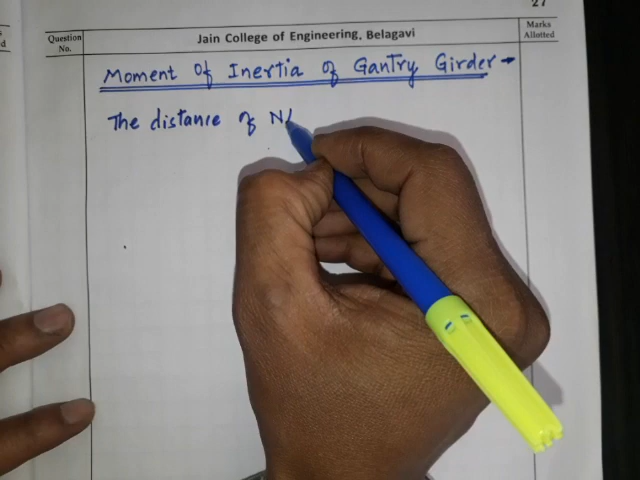 27
Question No.
Jain College of Engineering, Belagavi
Marks Allotted
Moment Of Inertia of Gantry Girder
The distance of N